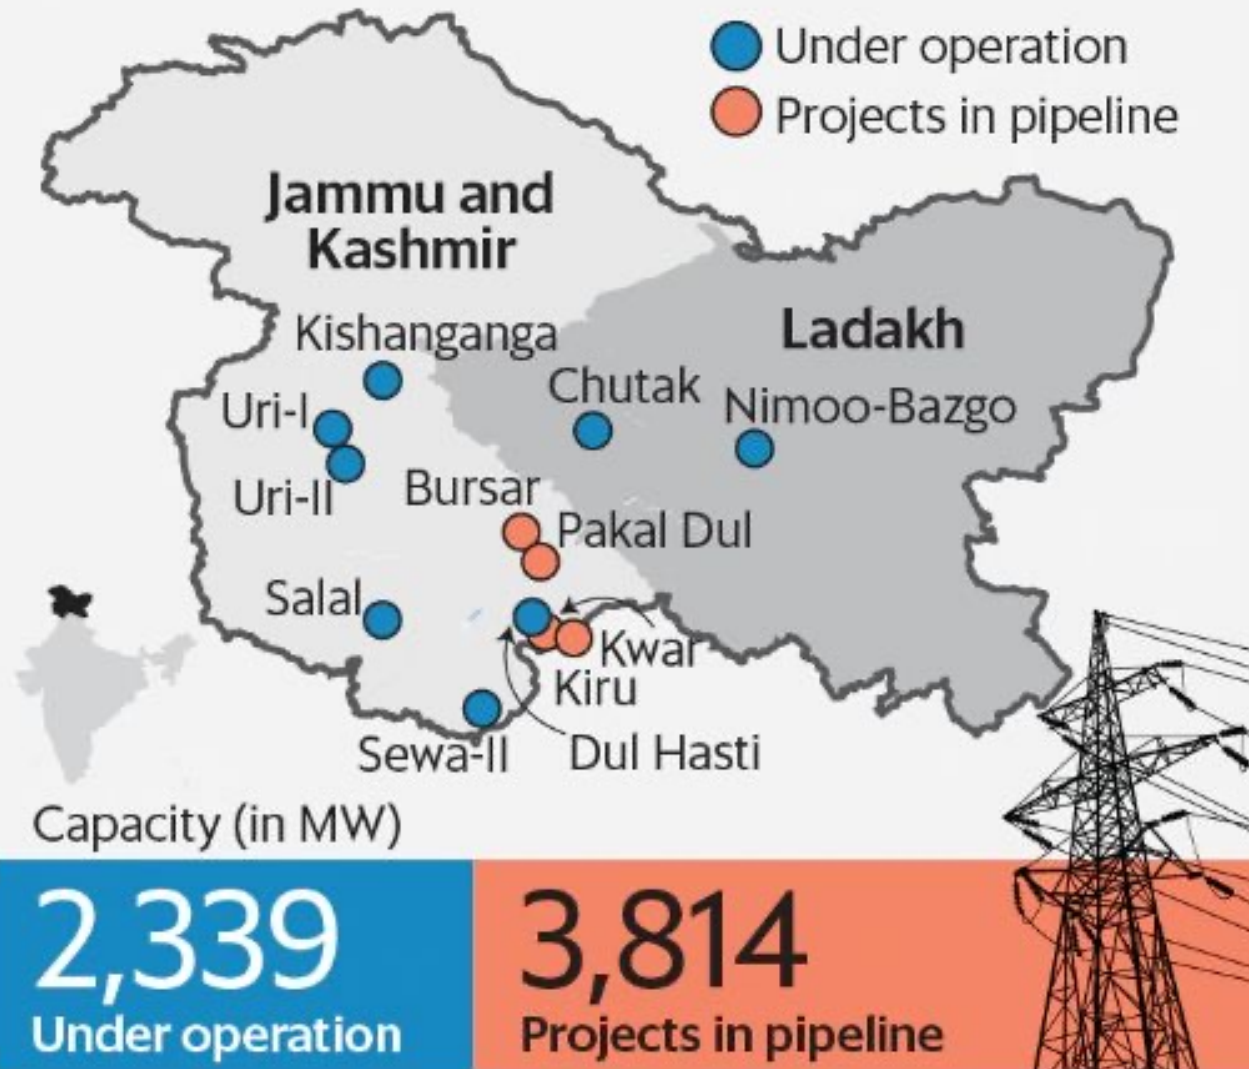 Under operation
Projects in pipeline
Jammu and
Kashmir
Ladakh
Kishanganga
Chutak
Nimoo-Bazgo
Uri-I
Uri-II
Bursar
Pakal Dul
Salal
Kwar
Kiru
Sewa-II
Dul Hasti
Capacity (in MW)
2,339
Under operation
3,814
Projects in pipeline